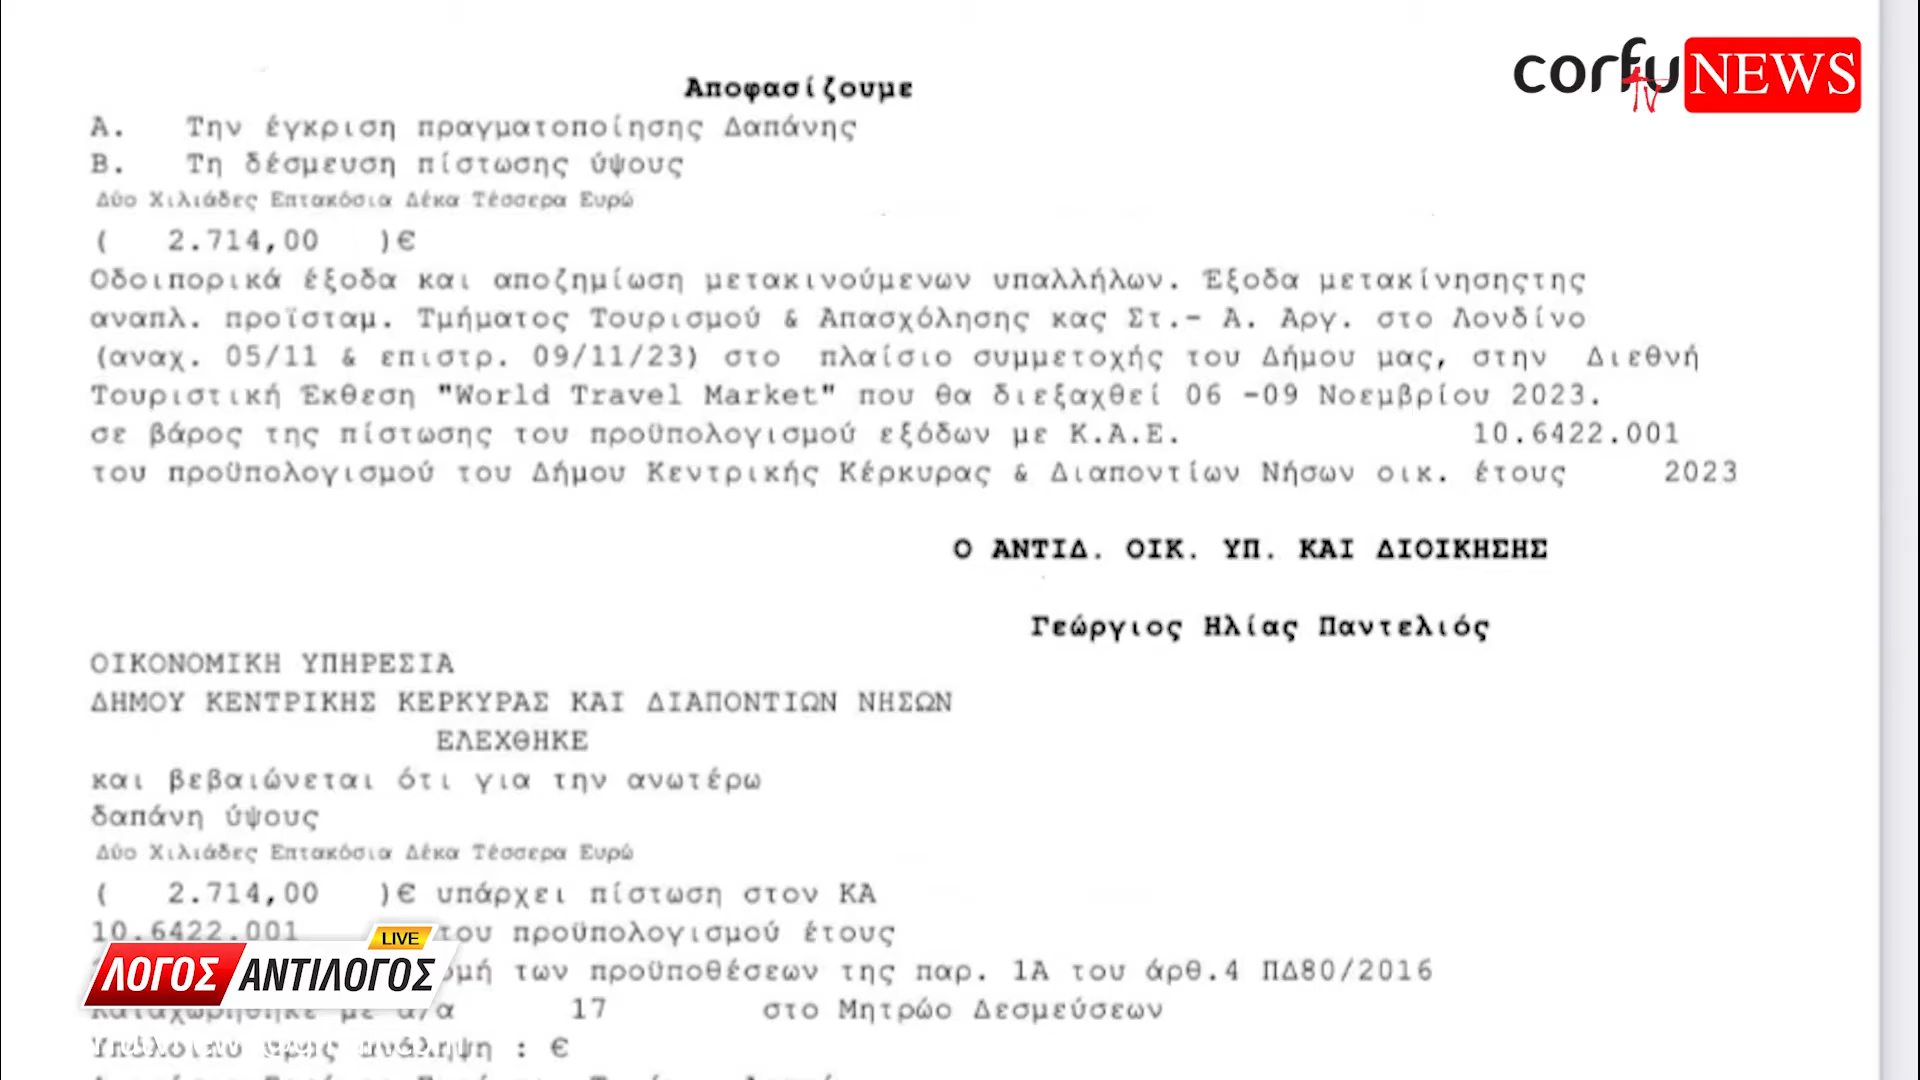 corfu TV NEWS
Αποφασίζουμε
Α. Την έγκριση πραγματοποίησης Δαπάνης
Β. Τη δέσμευση πίστωσης ύψους
Δύο Χιλιάδες Επτακόσια Δέκα Τέσσερα Ευρώ
( 2.714,00 )€
Οδοιπορικά έξοδα και αποζημίωση μετακινούμενων υπαλλήλων. Έξοδα μετακίνησηςτης
αναπλ. προϊσταμ. Τμήματος Τουρισμού & Απασχόλησης κας Στ.- Α. Αργ. στο Λονδίνο
(αναχ. 05/11 & επιστρ. 09/11/23) στο πλαίσιο συμμετοχής του Δήμου μας, στην Διεθνή
Τουριστική Έκθεση "World Travel Market" που θα διεξαχθεί 06 -09 Νοεμβρίου 2023.
σε βάρος της πίστωσης του προϋπολογισμού εξόδων με Κ.Α.Ε. 10.6422.001
του προϋπολογισμού του Δήμου Κεντρικής Κέρκυρας & Διαποντίων Νήσων οικ. έτους 2023
Ο ΑΝΤΙΔ. ΟΙΚ. ΥΠ. ΚΑΙ ΔΙΟΙΚΗΣΗΣ
Γεώργιος Ηλίας Παντελιός
ΟΙΚΟΝΟΜΙΚΗ ΥΠΗΡΕΣΙΑ
ΔΗΜΟΥ ΚΕΝΤΡΙΚΗΣ ΚΕΡΚΥΡΑΣ ΚΑΙ ΔΙΑΠΟΝΤΙΩΝ ΝΗΣΩΝ
ΕΛΕΧΘΗΚΕ
και βεβαιώνεται ότι για την ανωτέρω
δαπάνη ύψους
Δύο Χιλιάδες Επτακόσια Δέκα Τέσσερα Ευρώ
( 2.714,00 )€ υπάρχει πίστωση στον ΚΑ
10.6422.001 του προϋπολογισμού έτους
LIVE
ΛΟΓΟΣ ΑΝΤΙΛΟΓΟΣ
των προϋποθέσεων της παρ. 1Α του άρθ.4 ΠΔ80/2016
Καταχωρήθηκε με α/α 17 στο Μητρώο Δεσμεύσεων
ανάληψη : €